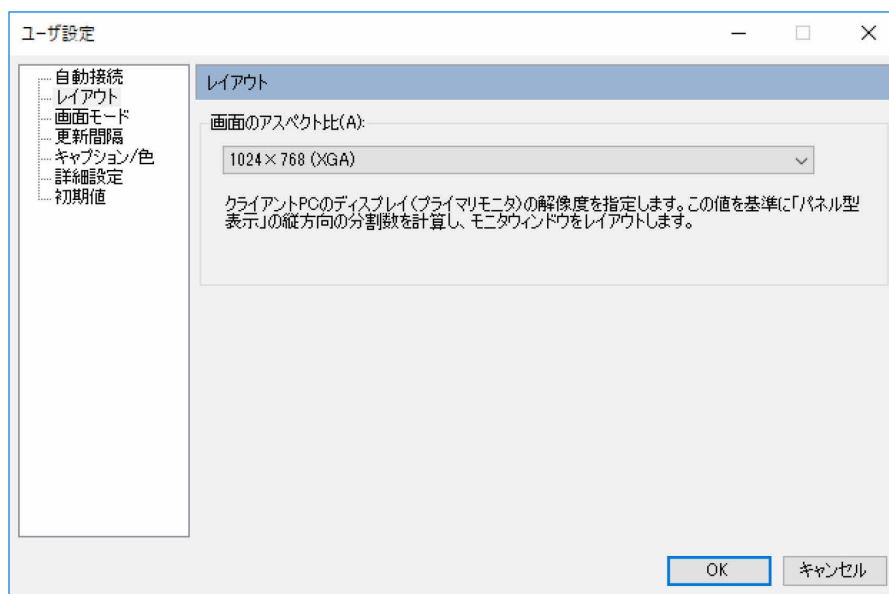 ユーザ設定
自動接続
レイアウト
画面モード
更新間隔
キャプション/色
詳細設定
初期値
レイアウト
画面のアスペクト比(A):
1024×768 (XGA)
クライアントPCのディスプレイ(プライマリモニタ)の解像度を指定します。この値を基準に「パネル型
表示」の縦方向の分割数を計算し、モニタウィンドウをレイアウトします。
OK
キャンセル